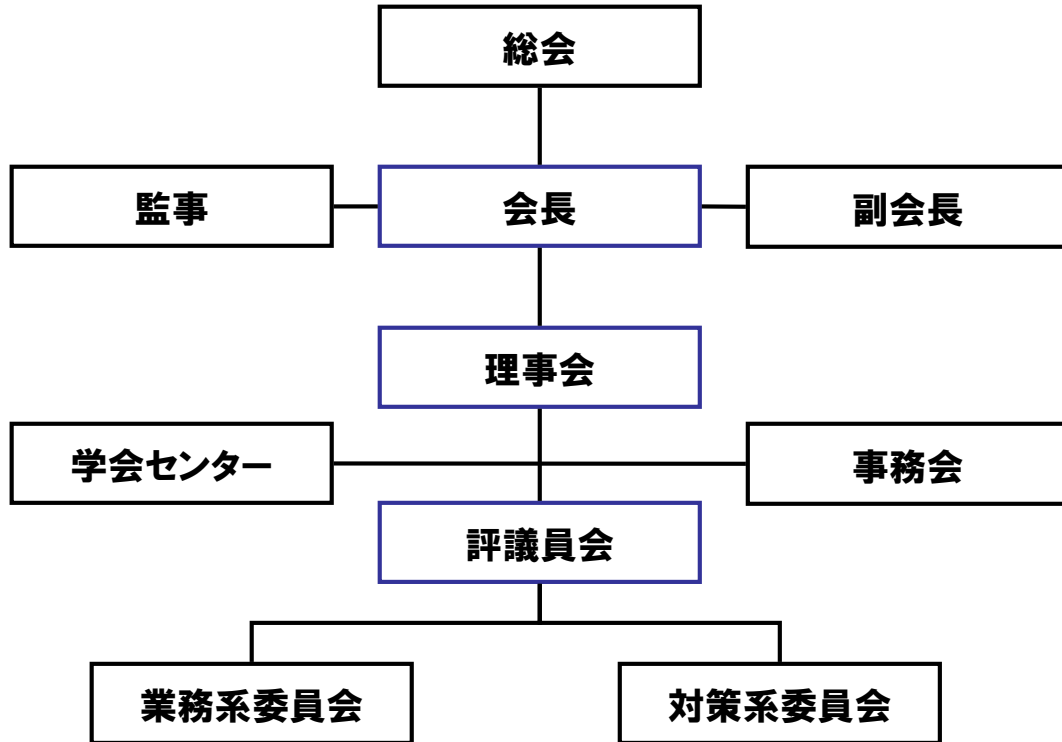 総会
監事
会長
副会長
理事会
学会センター
事務会
評議員会
業務系委員会
対策系委員会